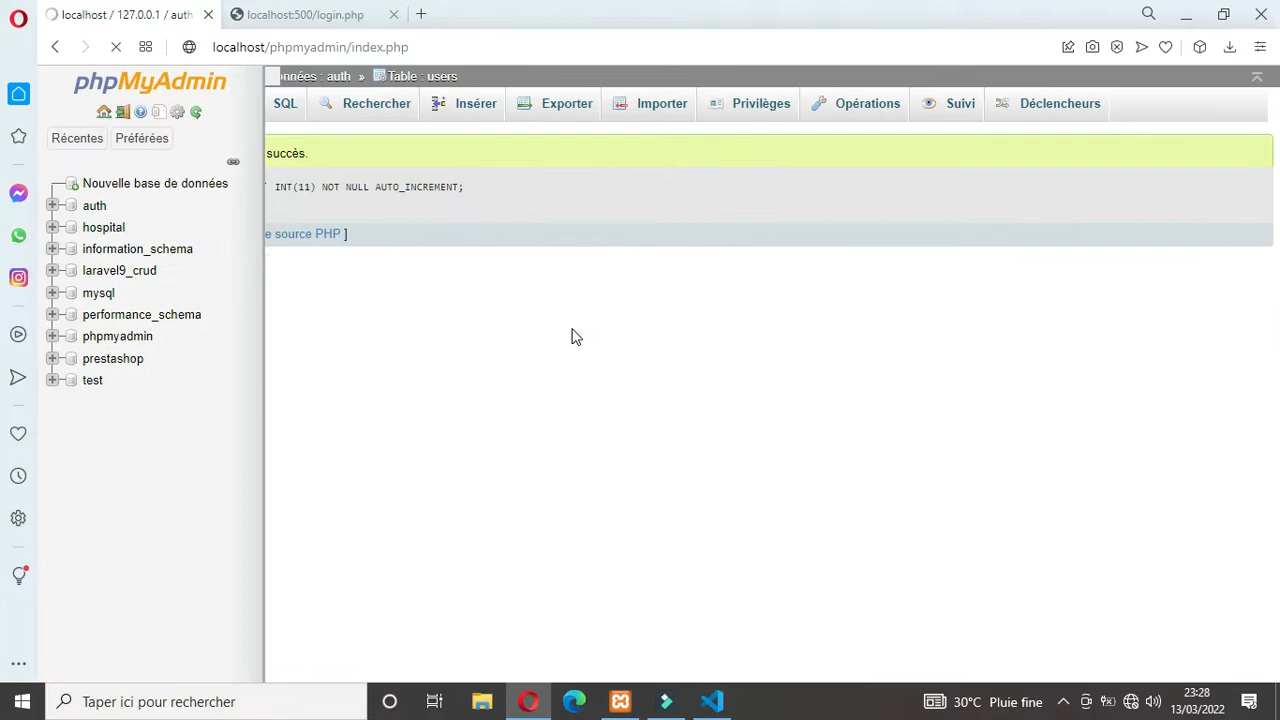 localhost / 127.0.0.1 / auth
localhost:500/login.php
localhost/phpmyadmin/index.php
phpMyAdmin
onnées : auth » Table : users
SQL Rechercher Insérer Exporter Importer Privilèges Opérations Suivi Déclencheurs
Récentes Préférées
succès.
INT(11) NOT NULL AUTO_INCREMENT;
e source PHP ]
Nouvelle base de données
auth
hospital
information_schema
laravel9_crud
mysql
performance_schema
phpmyadmin
prestashop
test
Taper ici pour rechercher
30°C Pluie fine
23:28
13/03/2022